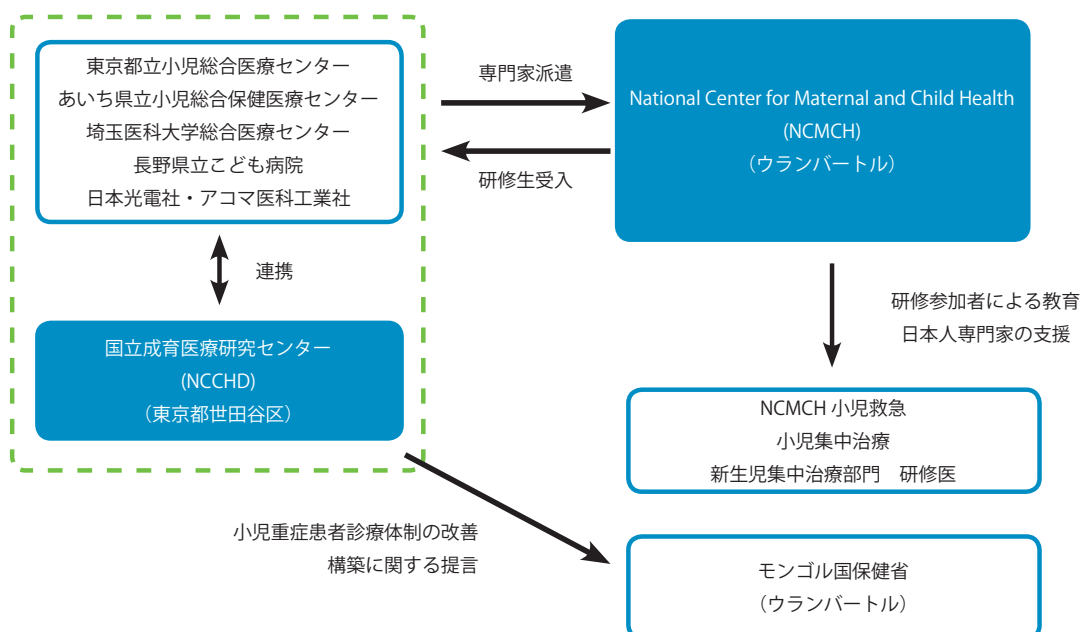 東京都立小児総合医療センター
あいち県立小児総合保健医療センター
埼玉医科大学総合医療センター
長野県立こども病院
日本光電社・アコマ医科工業社
専門家派遣
研修生受入
National Center for Maternal and Child Health
(NCMCH)
（ウランバートル）
連携
研修参加者による教育
日本人専門家の支援
国立成育医療研究センター
(NCCHD)
（東京都世田谷区）
NCMCH 小児救急
小児集中治療
新生児集中治療部門　研修医
小児重症患者診療体制の改善
構築に関する提言
モンゴル国保健省
（ウランバートル）